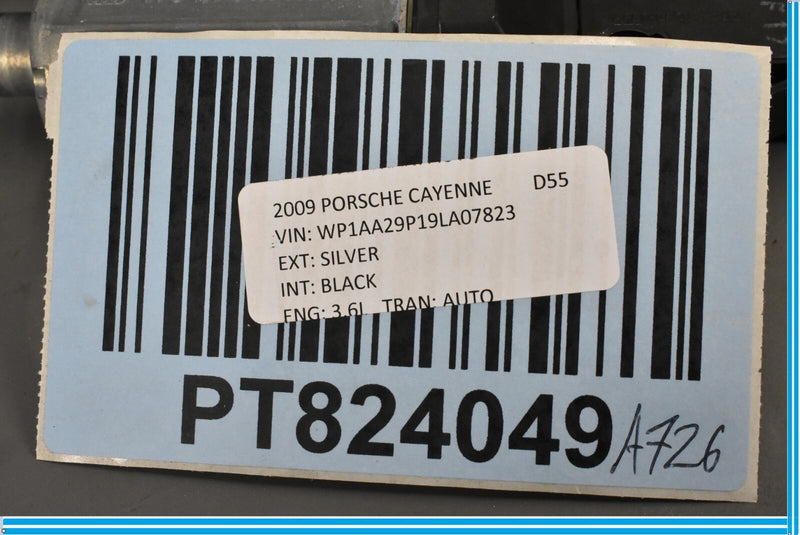 2009 PORSCHE CAYENNE D55
VIN: WP1AA29P19LA07823
EXT: SILVER
INT: BLACK
ENG: 3.6L TRAN: AUTO
PT824049 A726